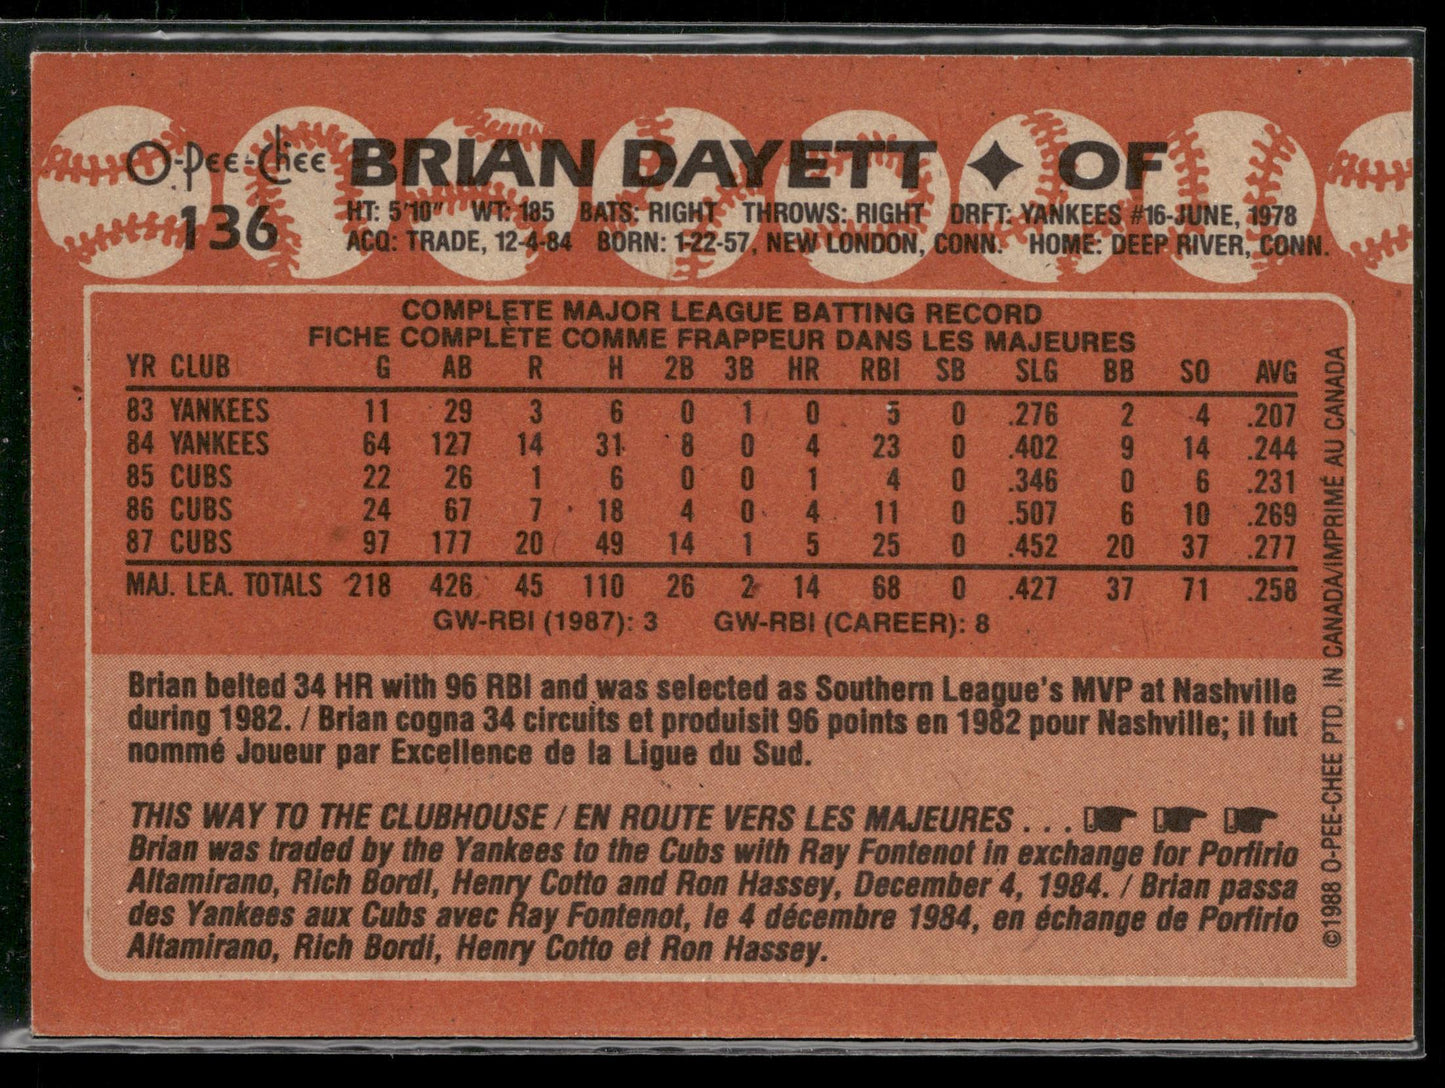 O-Pee-Chee BRIAN DAYETT ✦ OF
136 HT: 5'10" WT: 185 BATS: RIGHT THROWS: RIGHT DRFT: YANKEES #16-JUNE, 1978
ACQ: TRADE, 12-4-84 BORN: 1-22-57, NEW LONDON, CONN. HOME: DEEP RIVER, CONN.
COMPLETE MAJOR LEAGUE BATTING RECORD
FICHE COMPLÈTE COMME FRAPPEUR DANS LES MAJEURES
YR CLUB G AB R H 2B 3B HR RBI SB SLG BB SO AVG
83 YANKEES 11 29 3 6 0 1 0 5 0 .276 2 4 .207
84 YANKEES 64 127 14 31 8 0 4 23 0 .402 9 14 .244
85 CUBS 22 26 1 6 0 0 1 4 0 .346 0 6 .231
86 CUBS 24 67 7 18 4 0 4 11 0 .507 6 10 .269
87 CUBS 97 177 20 49 14 1 5 25 0 .452 20 37 .277
MAJ. LEA. TOTALS 218 426 45 110 26 2 14 68 0 .427 37 71 .258
GW-RBI (1987): 3 GW-RBI (CAREER): 8
Brian belted 34 HR with 96 RBI and was selected as Southern League's MVP at Nashville
during 1982. / Brian cogna 34 circuits et produisit 96 points en 1982 pour Nashville; il fut
nommé Joueur par Excellence de la Ligue du Sud.
THIS WAY TO THE CLUBHOUSE / EN ROUTE VERS LES MAJEURES . . .
Brian was traded by the Yankees to the Cubs with Ray Fontenot in exchange for Porfirio
Altamirano, Rich Bordi, Henry Cotto and Ron Hassey, December 4, 1984. / Brian passa
des Yankees aux Cubs avec Ray Fontenot, le 4 décembre 1984, en échange de Porfirio
Altamirano, Rich Bordi, Henry Cotto et Ron Hassey.
©1988 O-PEE-CHEE PTD. IN CANADA/IMPRIMÉ AU CANADA